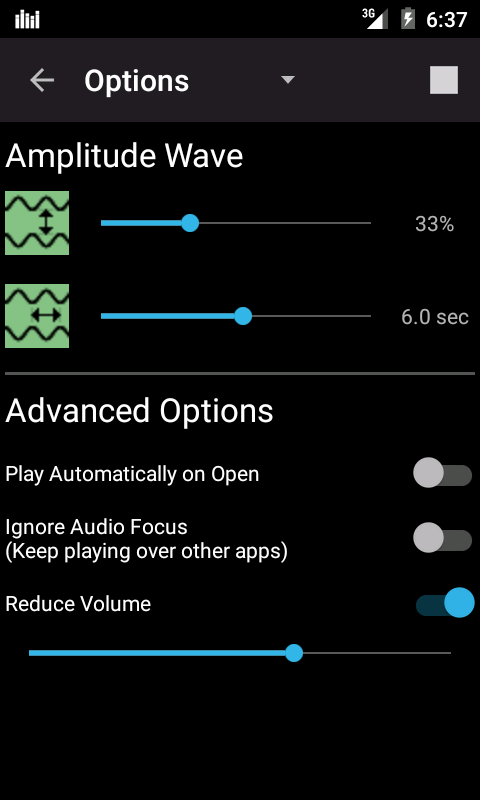 3G 6:37
Options
Amplitude Wave
33%
6.0 sec
Advanced Options
Play Automatically on Open
Ignore Audio Focus
(Keep playing over other apps)
Reduce Volume